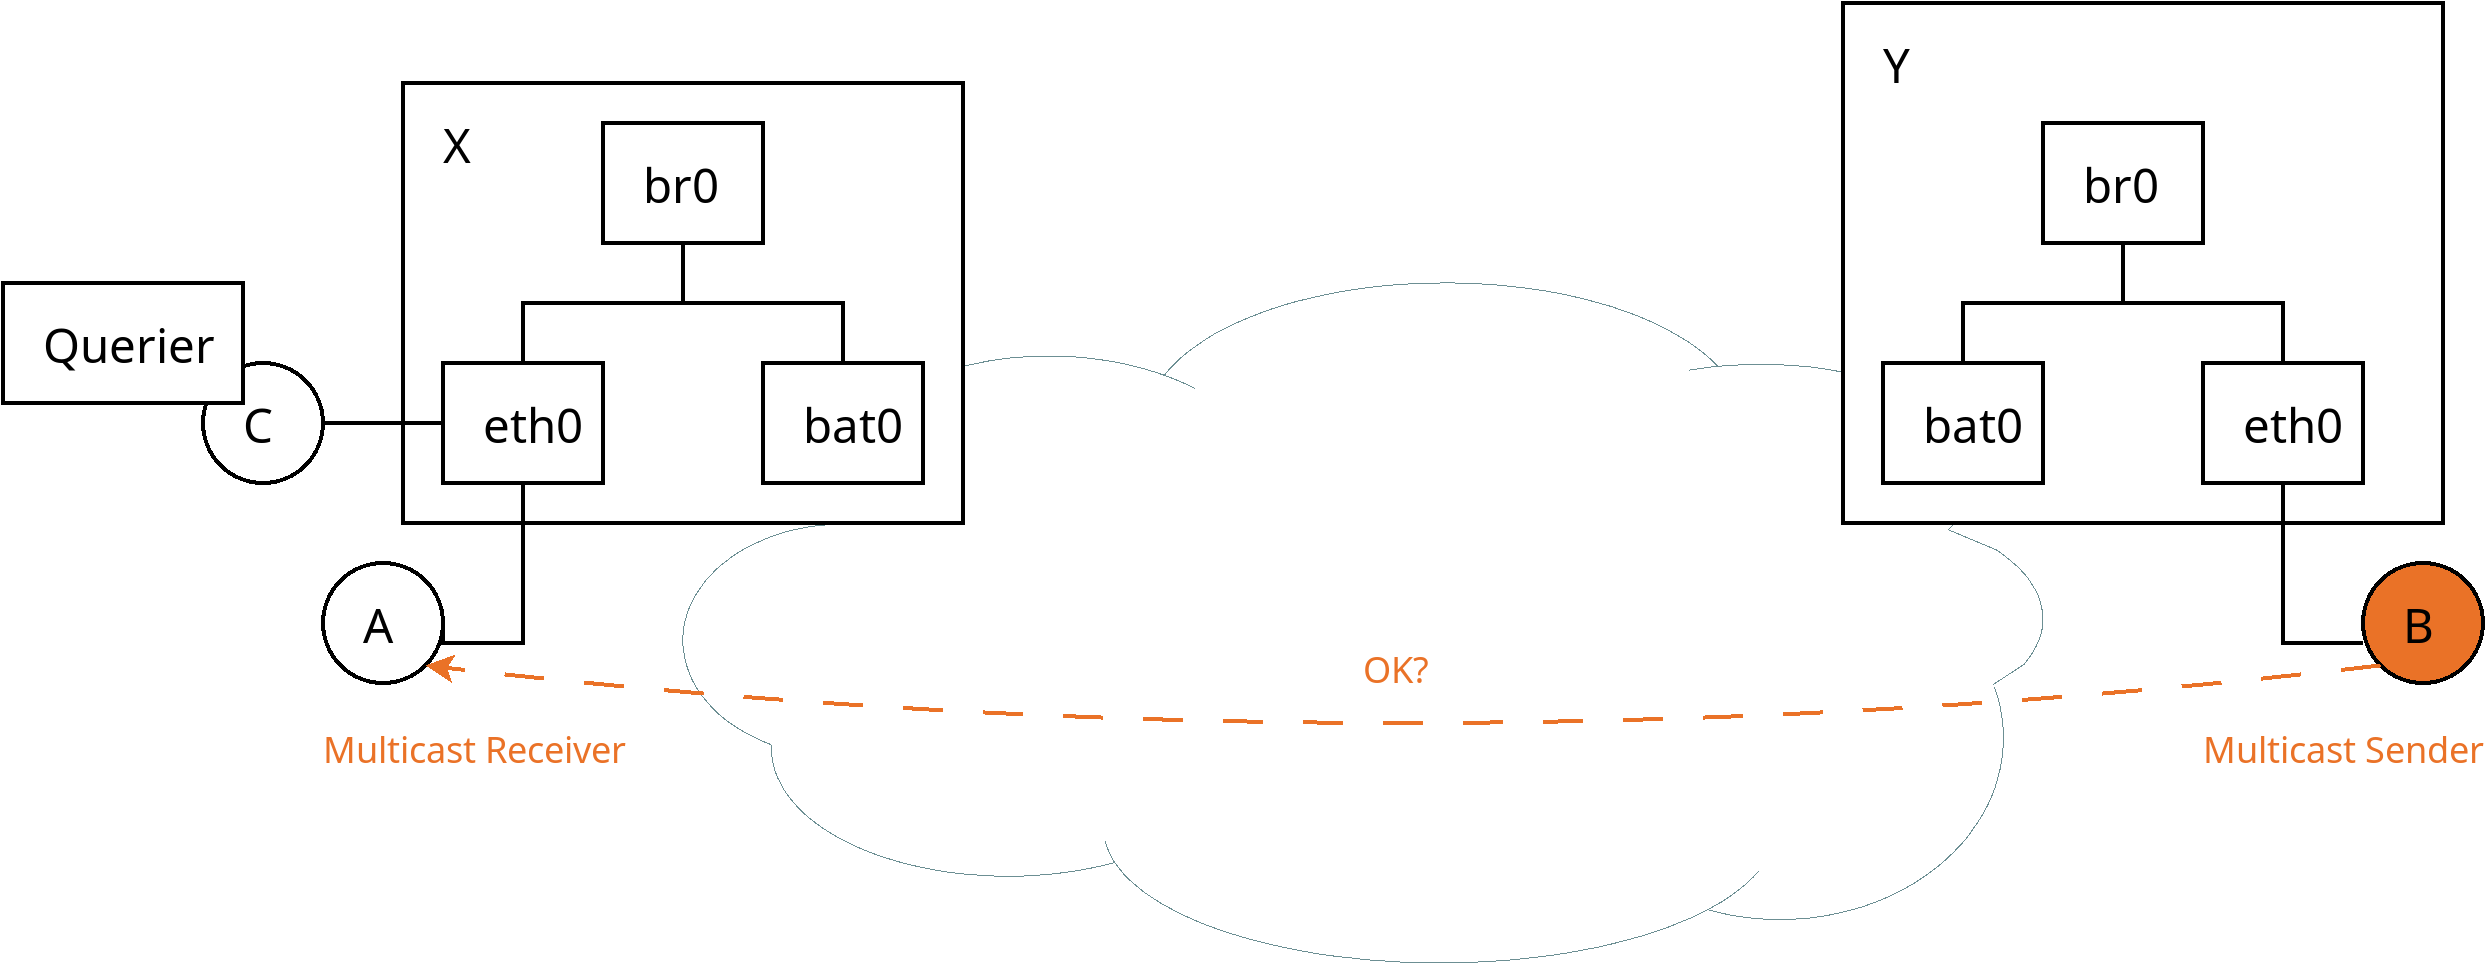 Y
X
br0
br0
Querier
C
eth0
bat0
bat0
eth0
A
B
OK?
Multicast Receiver
Multicast Sender